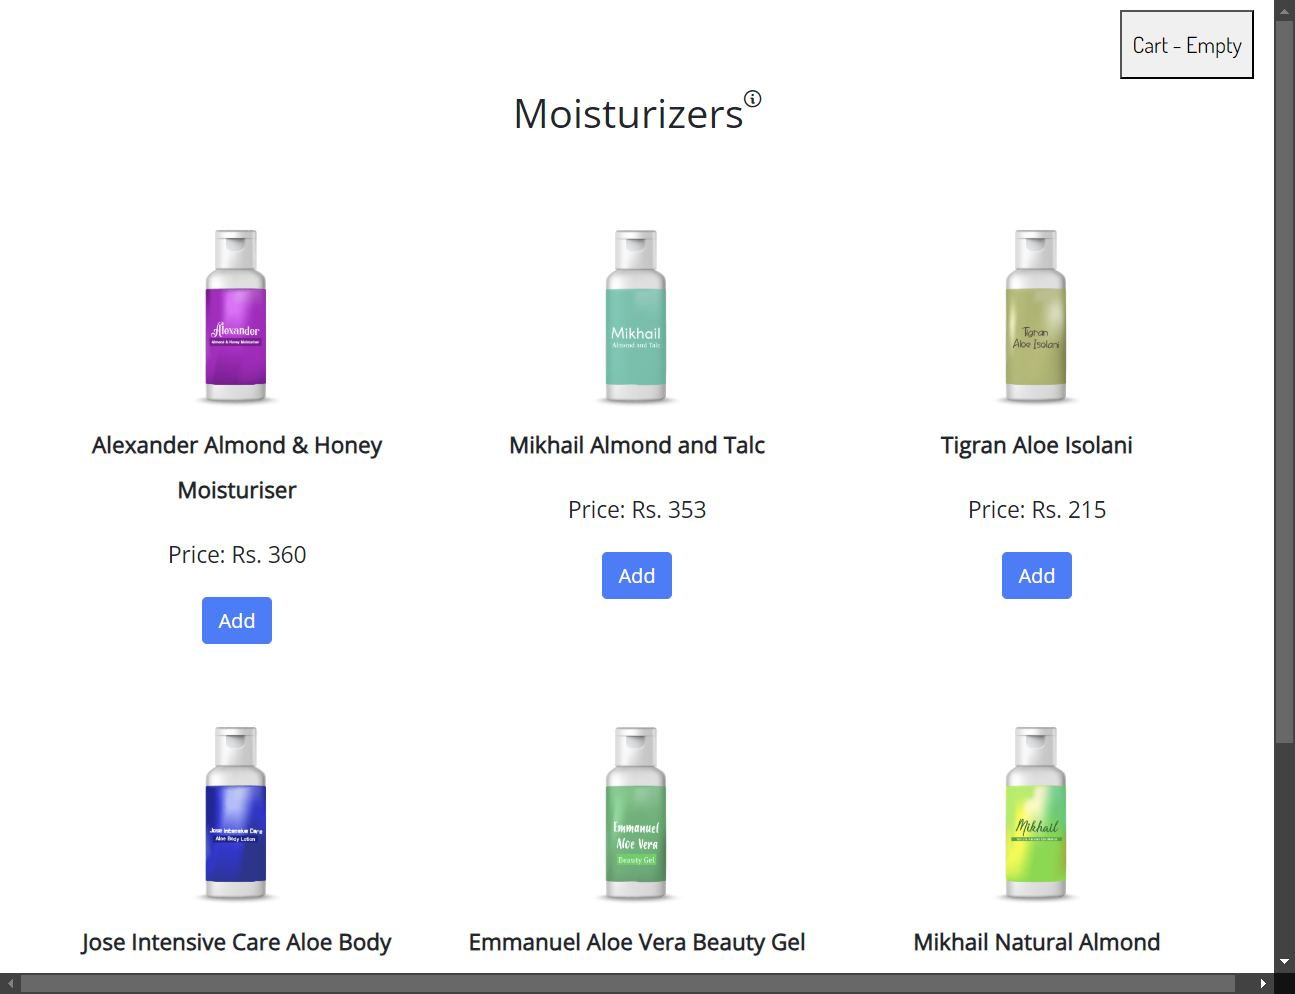 Cart - Empty
Moisturizers
Alexander
Almond & Honey Moisturiser
Mikhail
Almond and Talc
Tigran
Aloe Isolani
Alexander Almond & Honey
Moisturiser
Price: Rs. 360
Add
Mikhail Almond and Talc
Price: Rs. 353
Add
Tigran Aloe Isolani
Price: Rs. 215
Add
Jose Intensive Care
Aloe Body Lotion
Emmanuel
Aloe Vera
Beauty Gel
Mikhail
Jose Intensive Care Aloe Body
Emmanuel Aloe Vera Beauty Gel
Mikhail Natural Almond